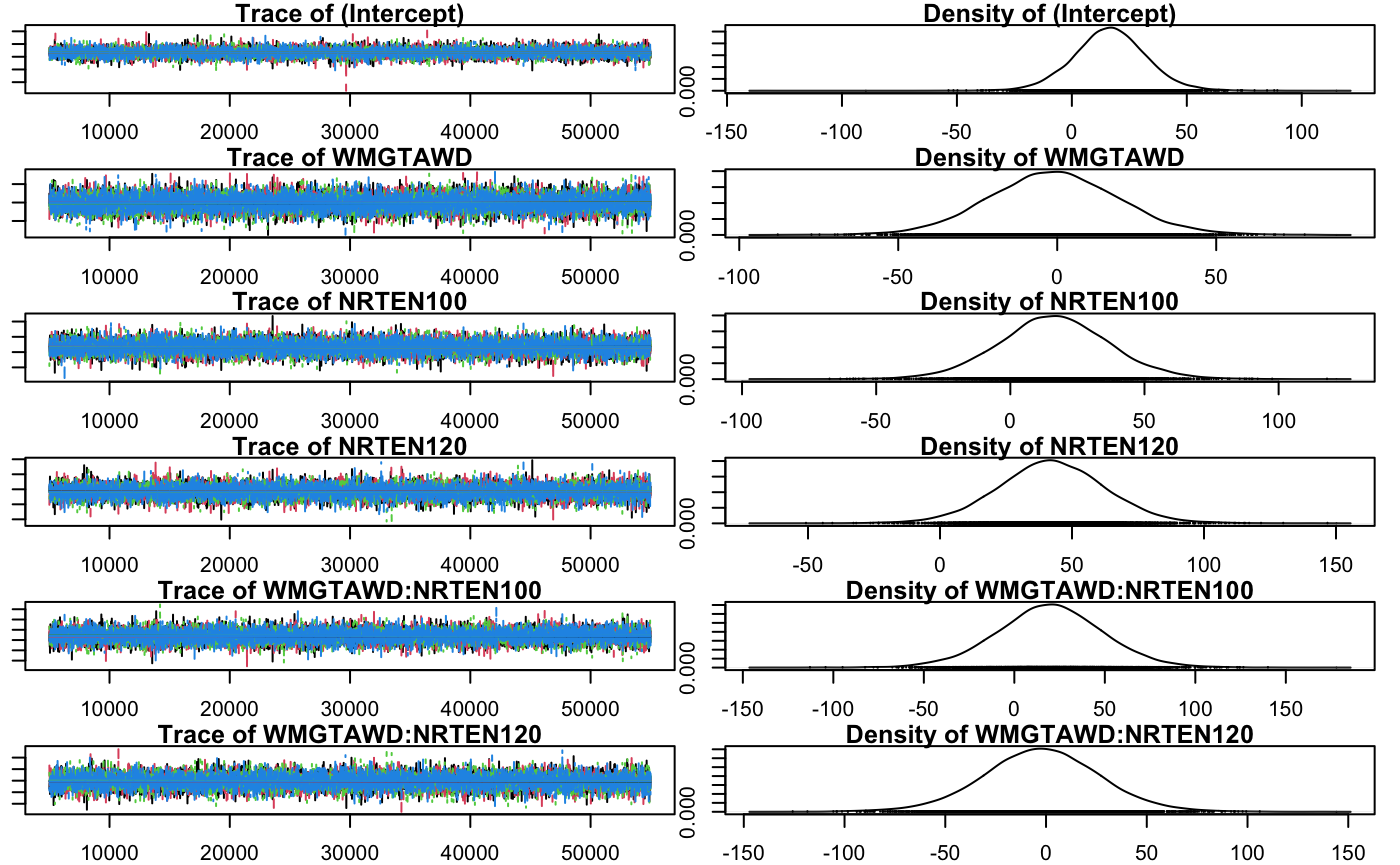 Trace of (Intercept) Density of (Intercept)
0.000
10000 20000 30000 40000 50000 -150 -100 -50 0 50 100
Trace of WMGTAWD Density of WMGTAWD
0.000
10000 20000 30000 40000 50000 -100 -50 0 50
Trace of NRTEN100 Density of NRTEN100
0.000
10000 20000 30000 40000 50000 -100 -50 0 50 100
Trace of NRTEN120 Density of NRTEN120
0.000
10000 20000 30000 40000 50000 -50 0 50 100 150
Trace of WMGTAWD:NRTEN100 Density of WMGTAWD:NRTEN100
0.000
10000 20000 30000 40000 50000 -150 -100 -50 0 50 100 150
Trace of WMGTAWD:NRTEN120 Density of WMGTAWD:NRTEN120
0.000
10000 20000 30000 40000 50000 -150 -100 -50 0 50 100 150